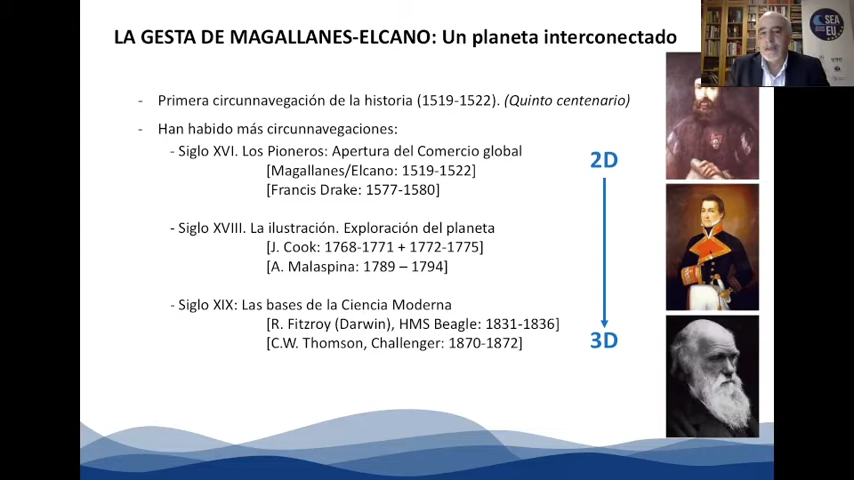 LA GESTA DE MAGALLANES-ELCANO: Un planeta interconectado
SEA
EU
- Primera circunnavegación de la historia (1519-1522). (Quinto centenario)
- Han habido más circunnavegaciones:
- Siglo XVI. Los Pioneros: Apertura del Comercio global
[Magallanes/Elcano: 1519-1522]
[Francis Drake: 1577-1580]
2D
- Siglo XVIII. La ilustración. Exploración del planeta
[J. Cook: 1768-1771 + 1772-1775]
[A. Malaspina: 1789 – 1794]
- Siglo XIX: Las bases de la Ciencia Moderna
[R. Fitzroy (Darwin), HMS Beagle: 1831-1836]
[C.W. Thomson, Challenger: 1870-1872]
3D